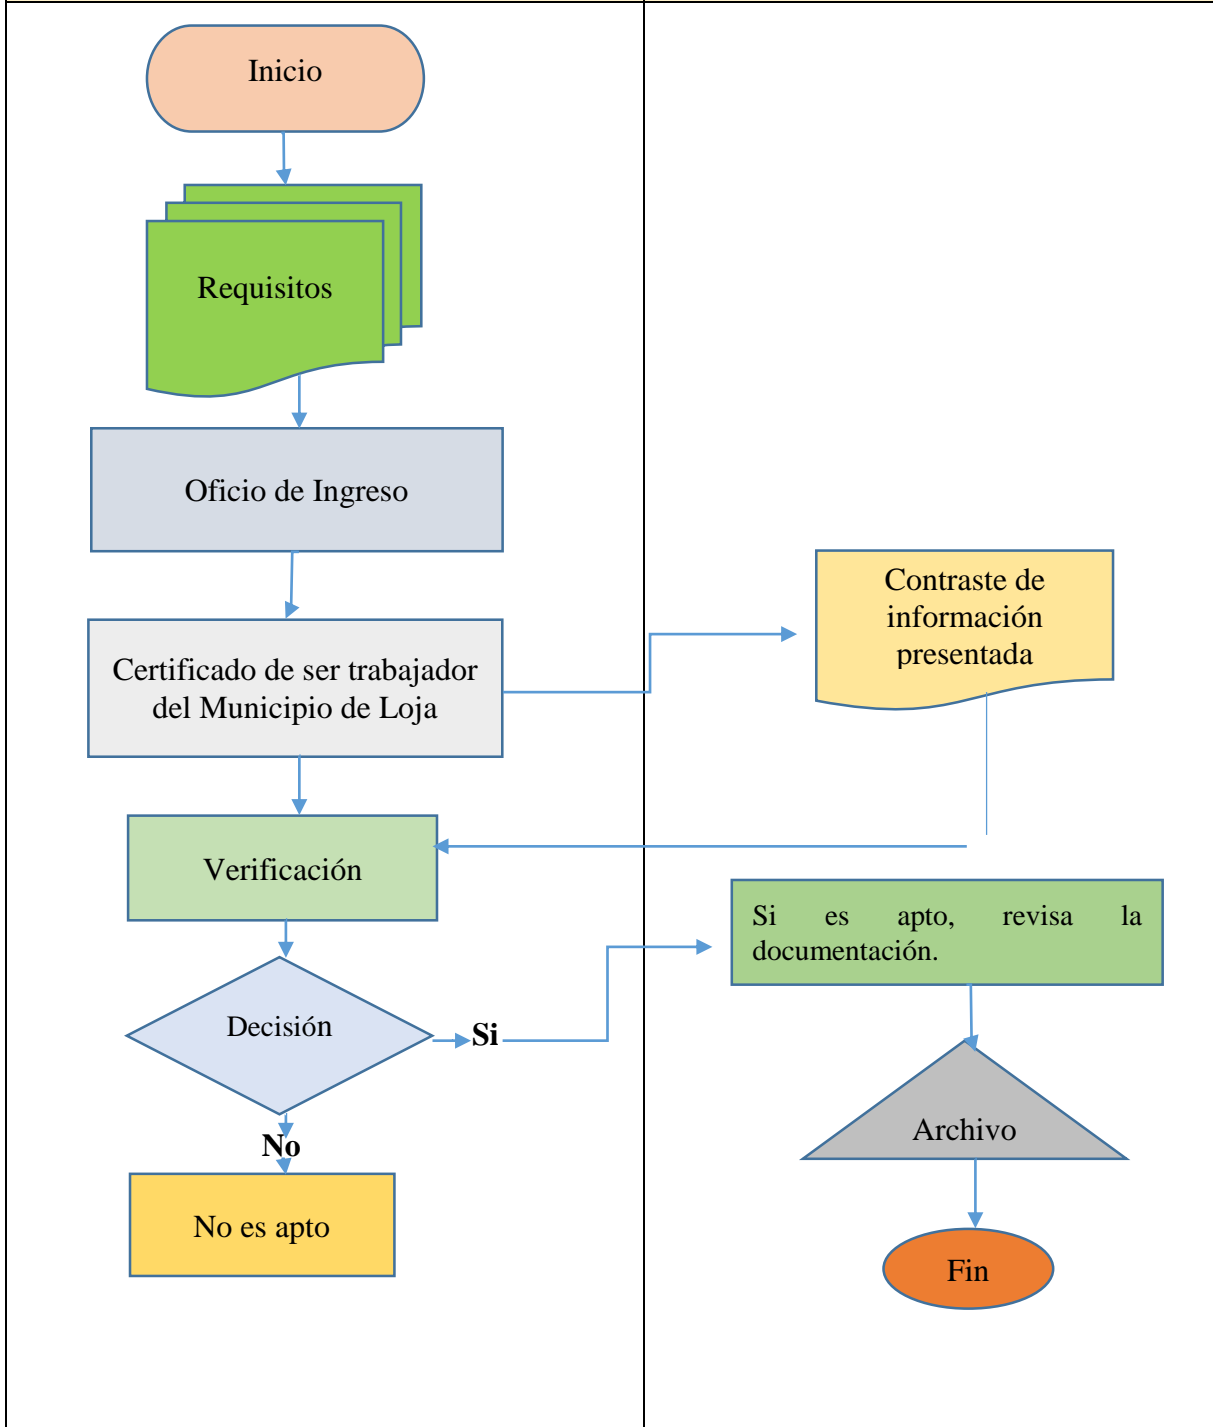 Inicio
Requisitos
Oficio de Ingreso
Certificado de ser trabajador
del Municipio de Loja
Contraste de
información
presentada
Verificación
Si es apto, revisa la
documentación.
Decisión
Si
No
No es apto
Archivo
Fin